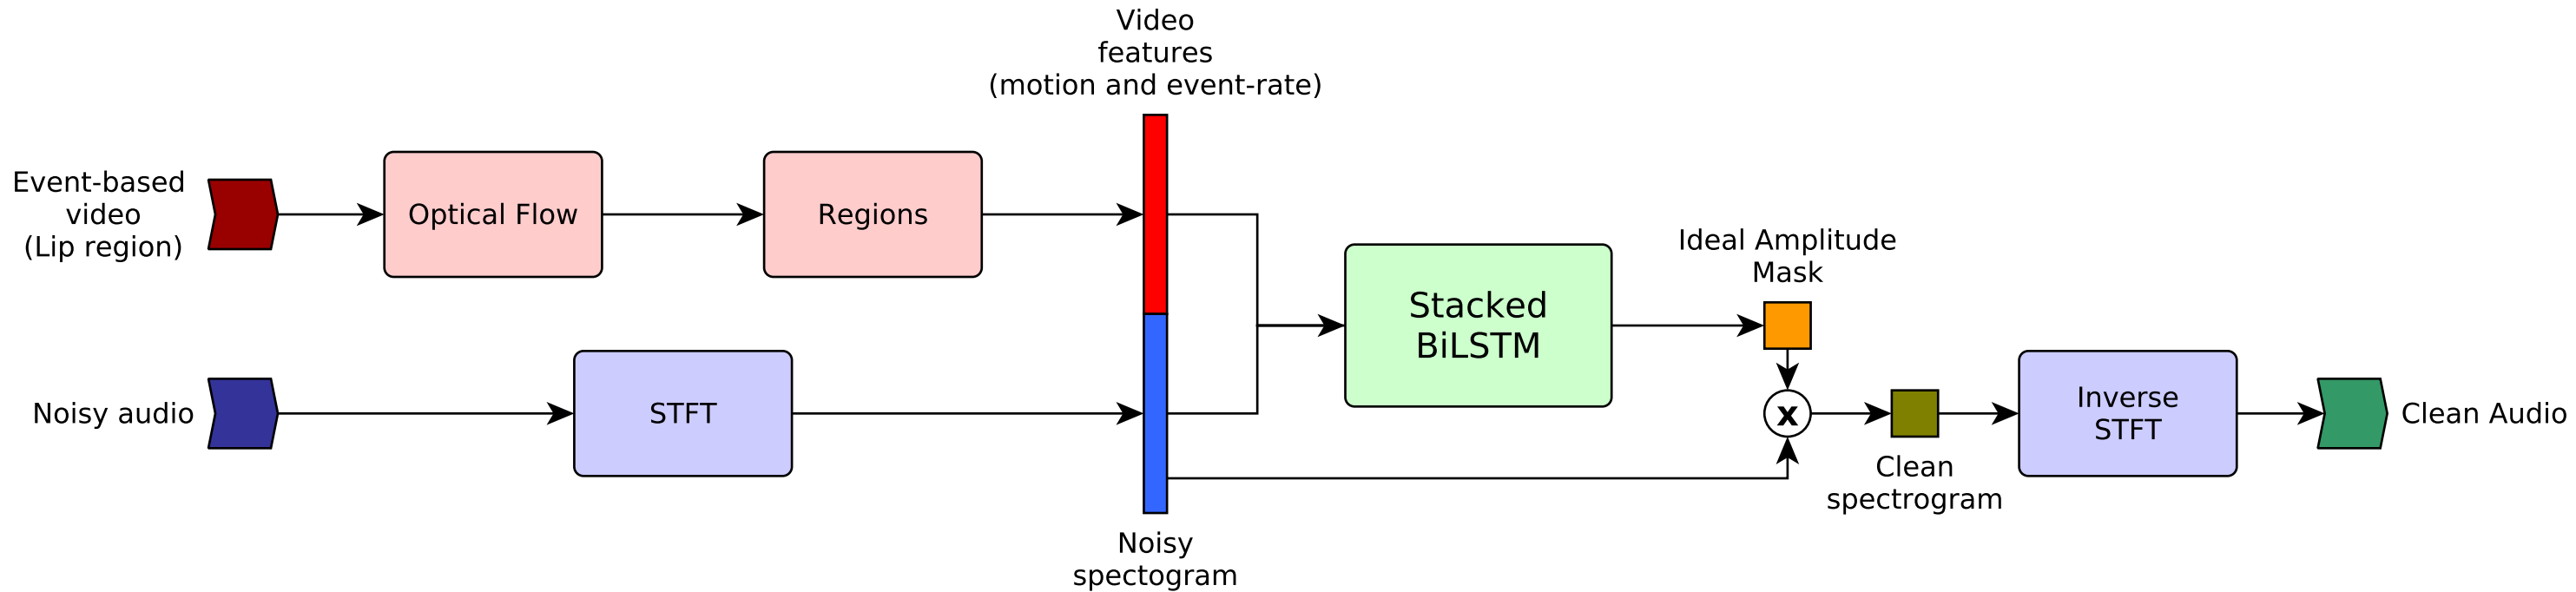 Video
features
(motion and event-rate)
Event-based
video
(Lip region)
Optical Flow
Regions
Stacked
BiLSTM
Ideal Amplitude
Mask
Noisy audio
STFT
x
Clean
spectrogram
Inverse
STFT
Clean Audio
Noisy
spectogram